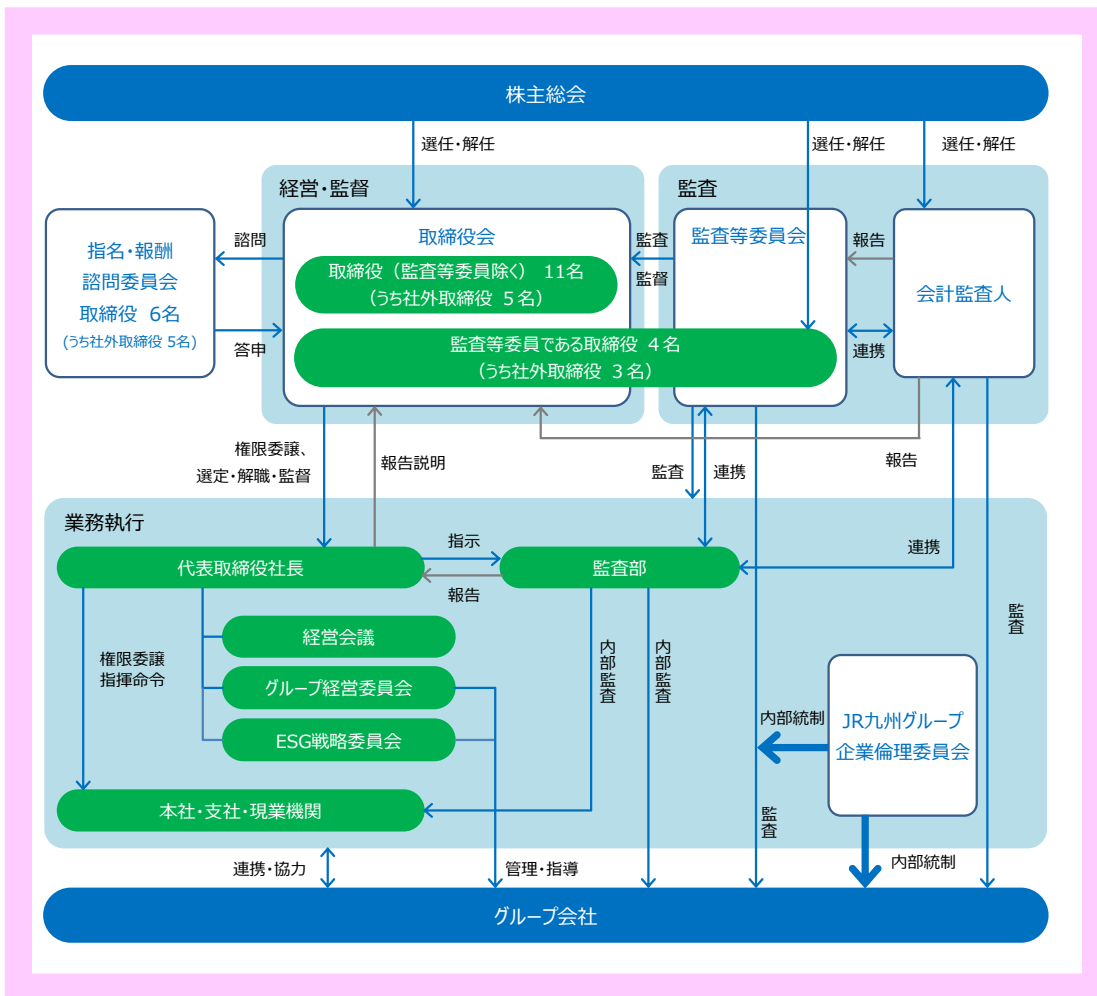 株主総会
選任・解任
選任・解任
選任・解任
経営・監督
監査
指名・報酬
諮問委員会
取締役 6名
(うち社外取締役 5名)
諮問
答申
取締役会
取締役（監査等委員除く） 11名
（うち社外取締役 ５名）
監査
監督
監査等委員会
監査等委員である取締役 ４名
（うち社外取締役 ３名）
報告
連携
会計監査人
権限委譲、
選定・解職・監督
報告説明
監査
連携
報告
業務執行
代表取締役社長
指示
報告
監査部
連携
監査
経営会議
グループ経営委員会
ESG戦略委員会
権限委譲
指揮命令
内部監査
内部監査
内部統制
JR九州グループ
企業倫理委員会
本社・支社・現業機関
監査
連携・協力
管理・指導
内部統制
グループ会社